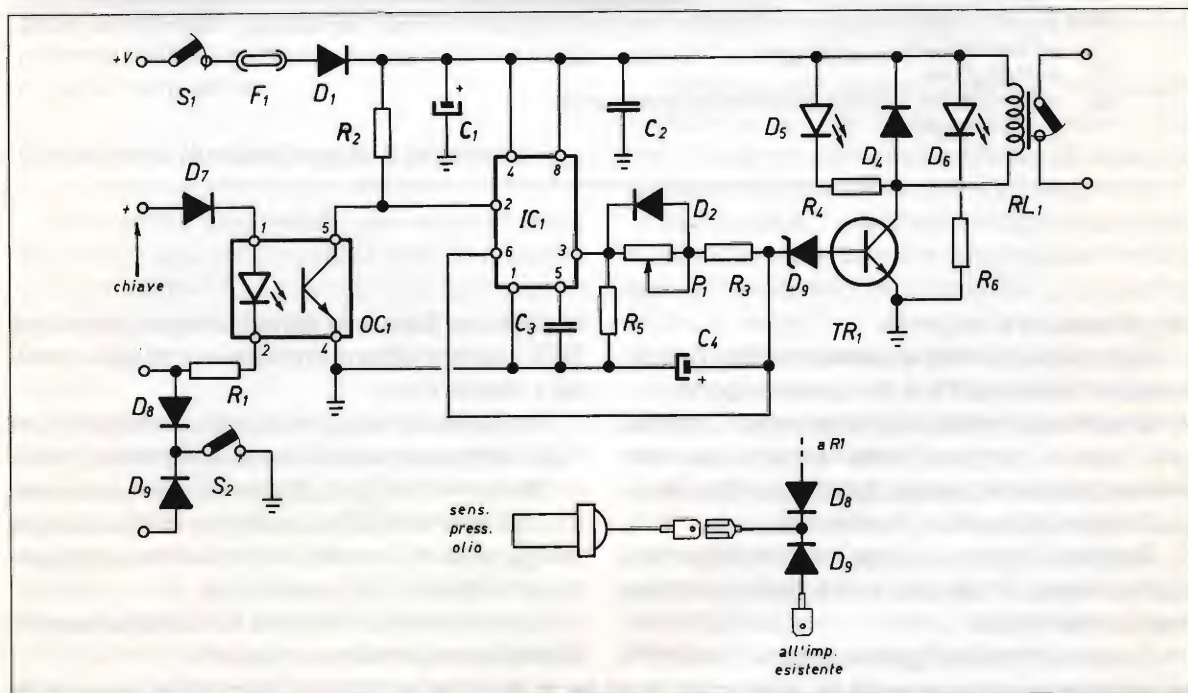 +V
S1
F1
D1
R2
C1
C2
4
8
2
IC1
6
3
1
5
D2
P1
R3
R5
C3
C4
+
+
D5
D4
D6
R4
RL1
D9
TR1
R6
D7
+
chiave
1
5
OC1
2
4
R1
D8
D9
S2
sens.
press.
olio
a R1
D8
D9
all'imp.
esistente